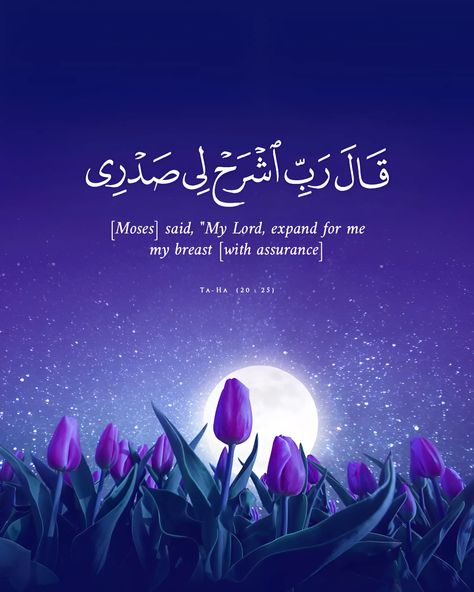 قَالَ رَبِّ ٱشْرَحْ لِى صَدْرِى
[Moses] said, "My Lord, expand for me
my breast [with assurance]
Ta-Ha (20 : 25)